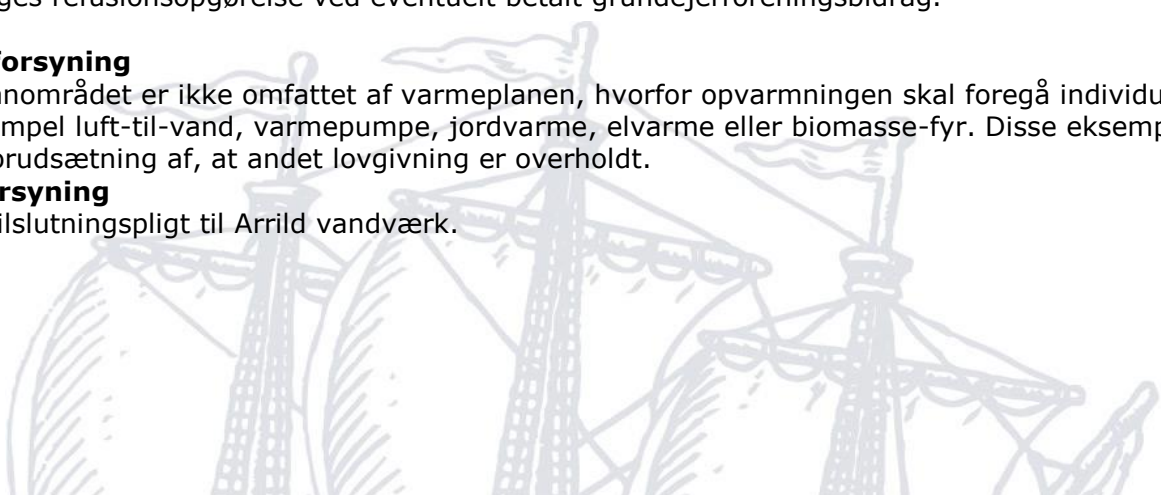 ges refusionsopgørelse ved eventuelt betalt grundejerforeningsbidrag.
forsyning
anområdet er ikke omfattet af varmeplanen, hvorfor opvarmningen skal foregå individu
mpel luft-til-vand, varmepumpe, jordvarme, elvarme eller biomasse-fyr. Disse eksemp
orudsætning af, at andet lovgivning er overholdt.
rsyning
ilslutningspligt til Arrild vandværk.